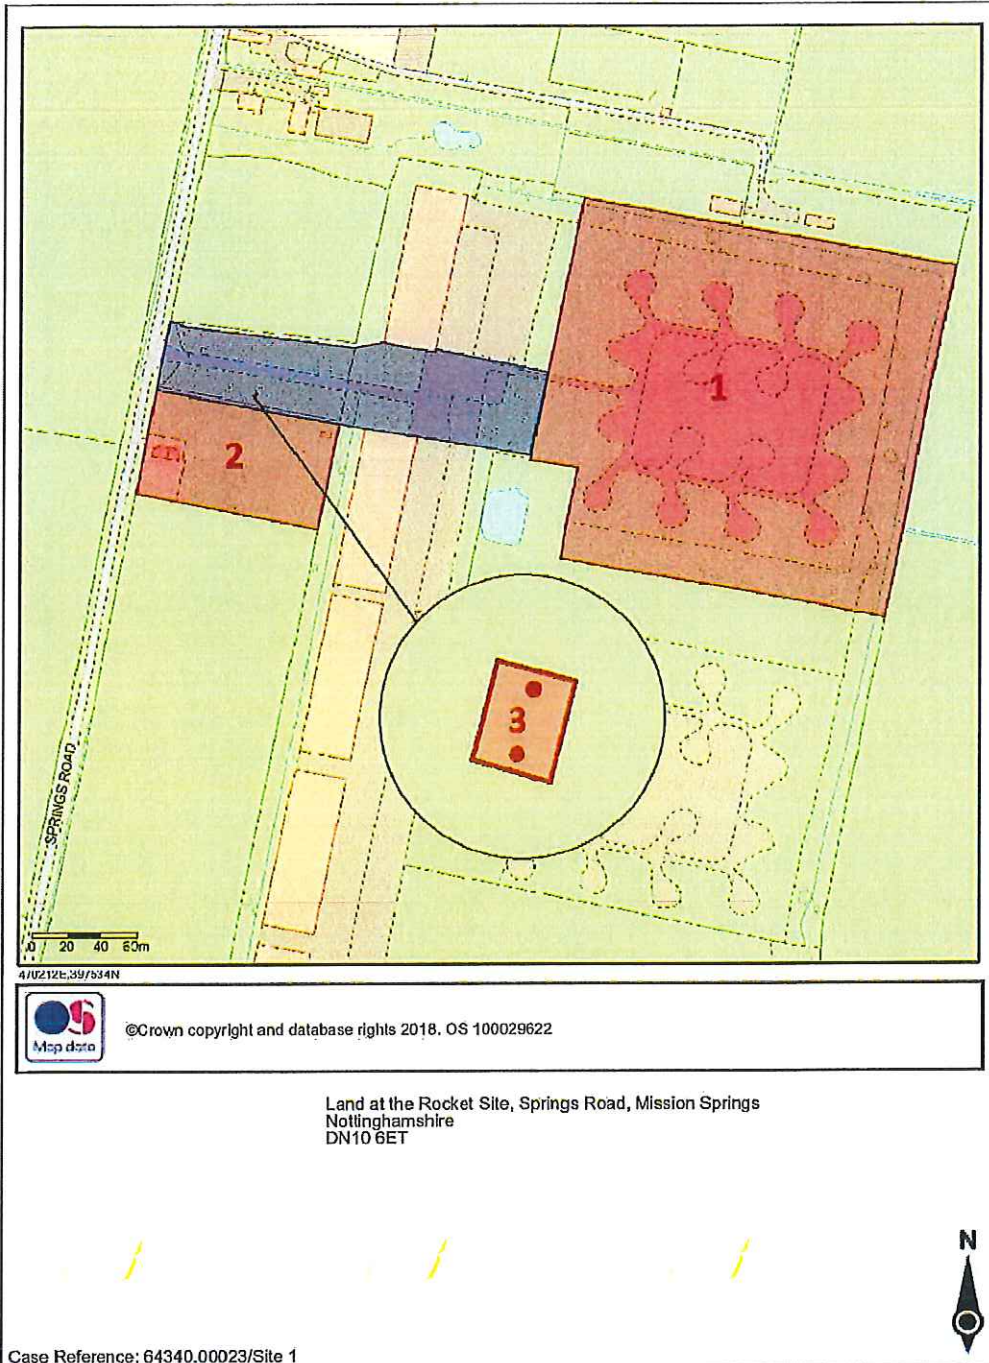 1
2
3
SPRINGS ROAD
0 20 40 60m
470212E,397534N
OS
Map data
©Crown copyright and database rights 2018. OS 100029622
Land at the Rocket Site, Springs Road, Mission Springs
Nottinghamshire
DN10 6ET
N
Case Reference: 64340.00023/Site 1